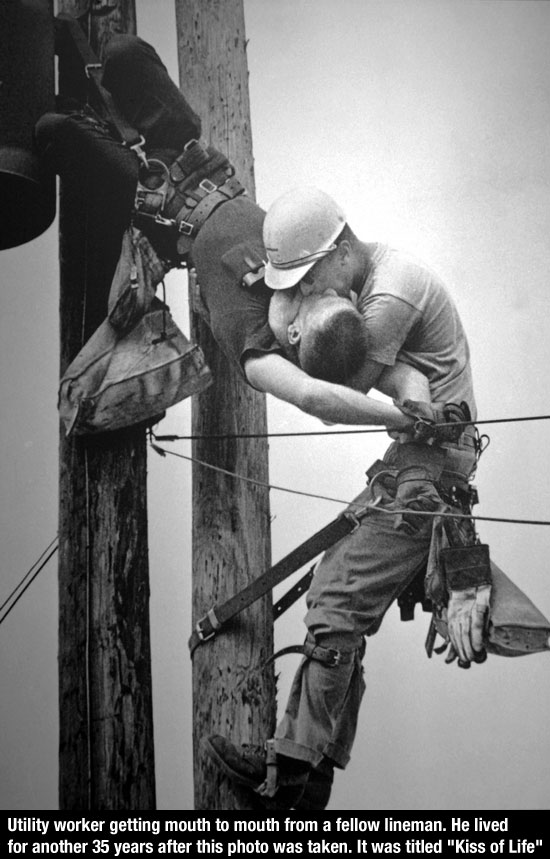 Utility worker getting mouth to mouth from a fellow lineman. He lived
for another 35 years after this photo was taken. It was titled "Kiss of Life"